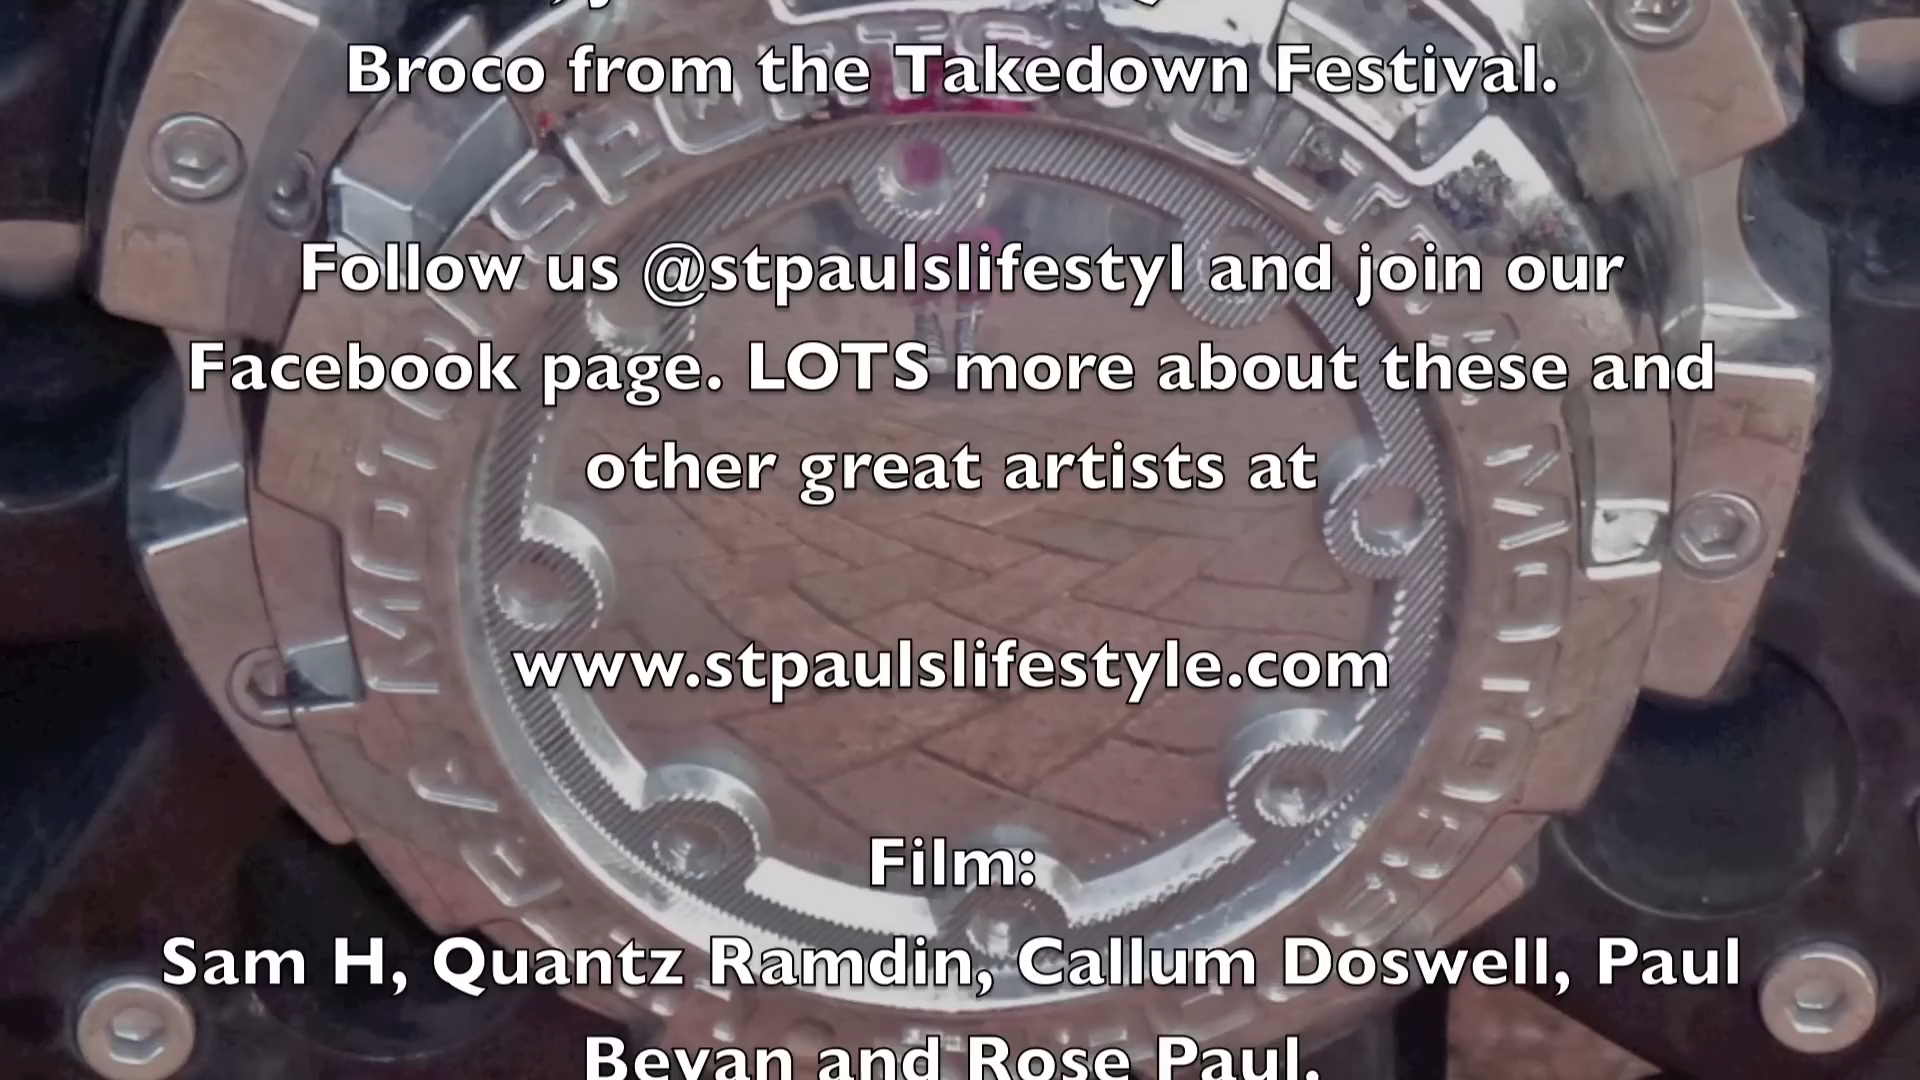 Broco from the Takedown Festival.
Follow us @stpaulslifestyl and join our
Facebook page. LOTS more about these and
other great artists at
www.stpaulslifestyle.com
Film:
Sam H, Quantz Ramdin, Callum Doswell, Paul
Bevan and Rose Paul.